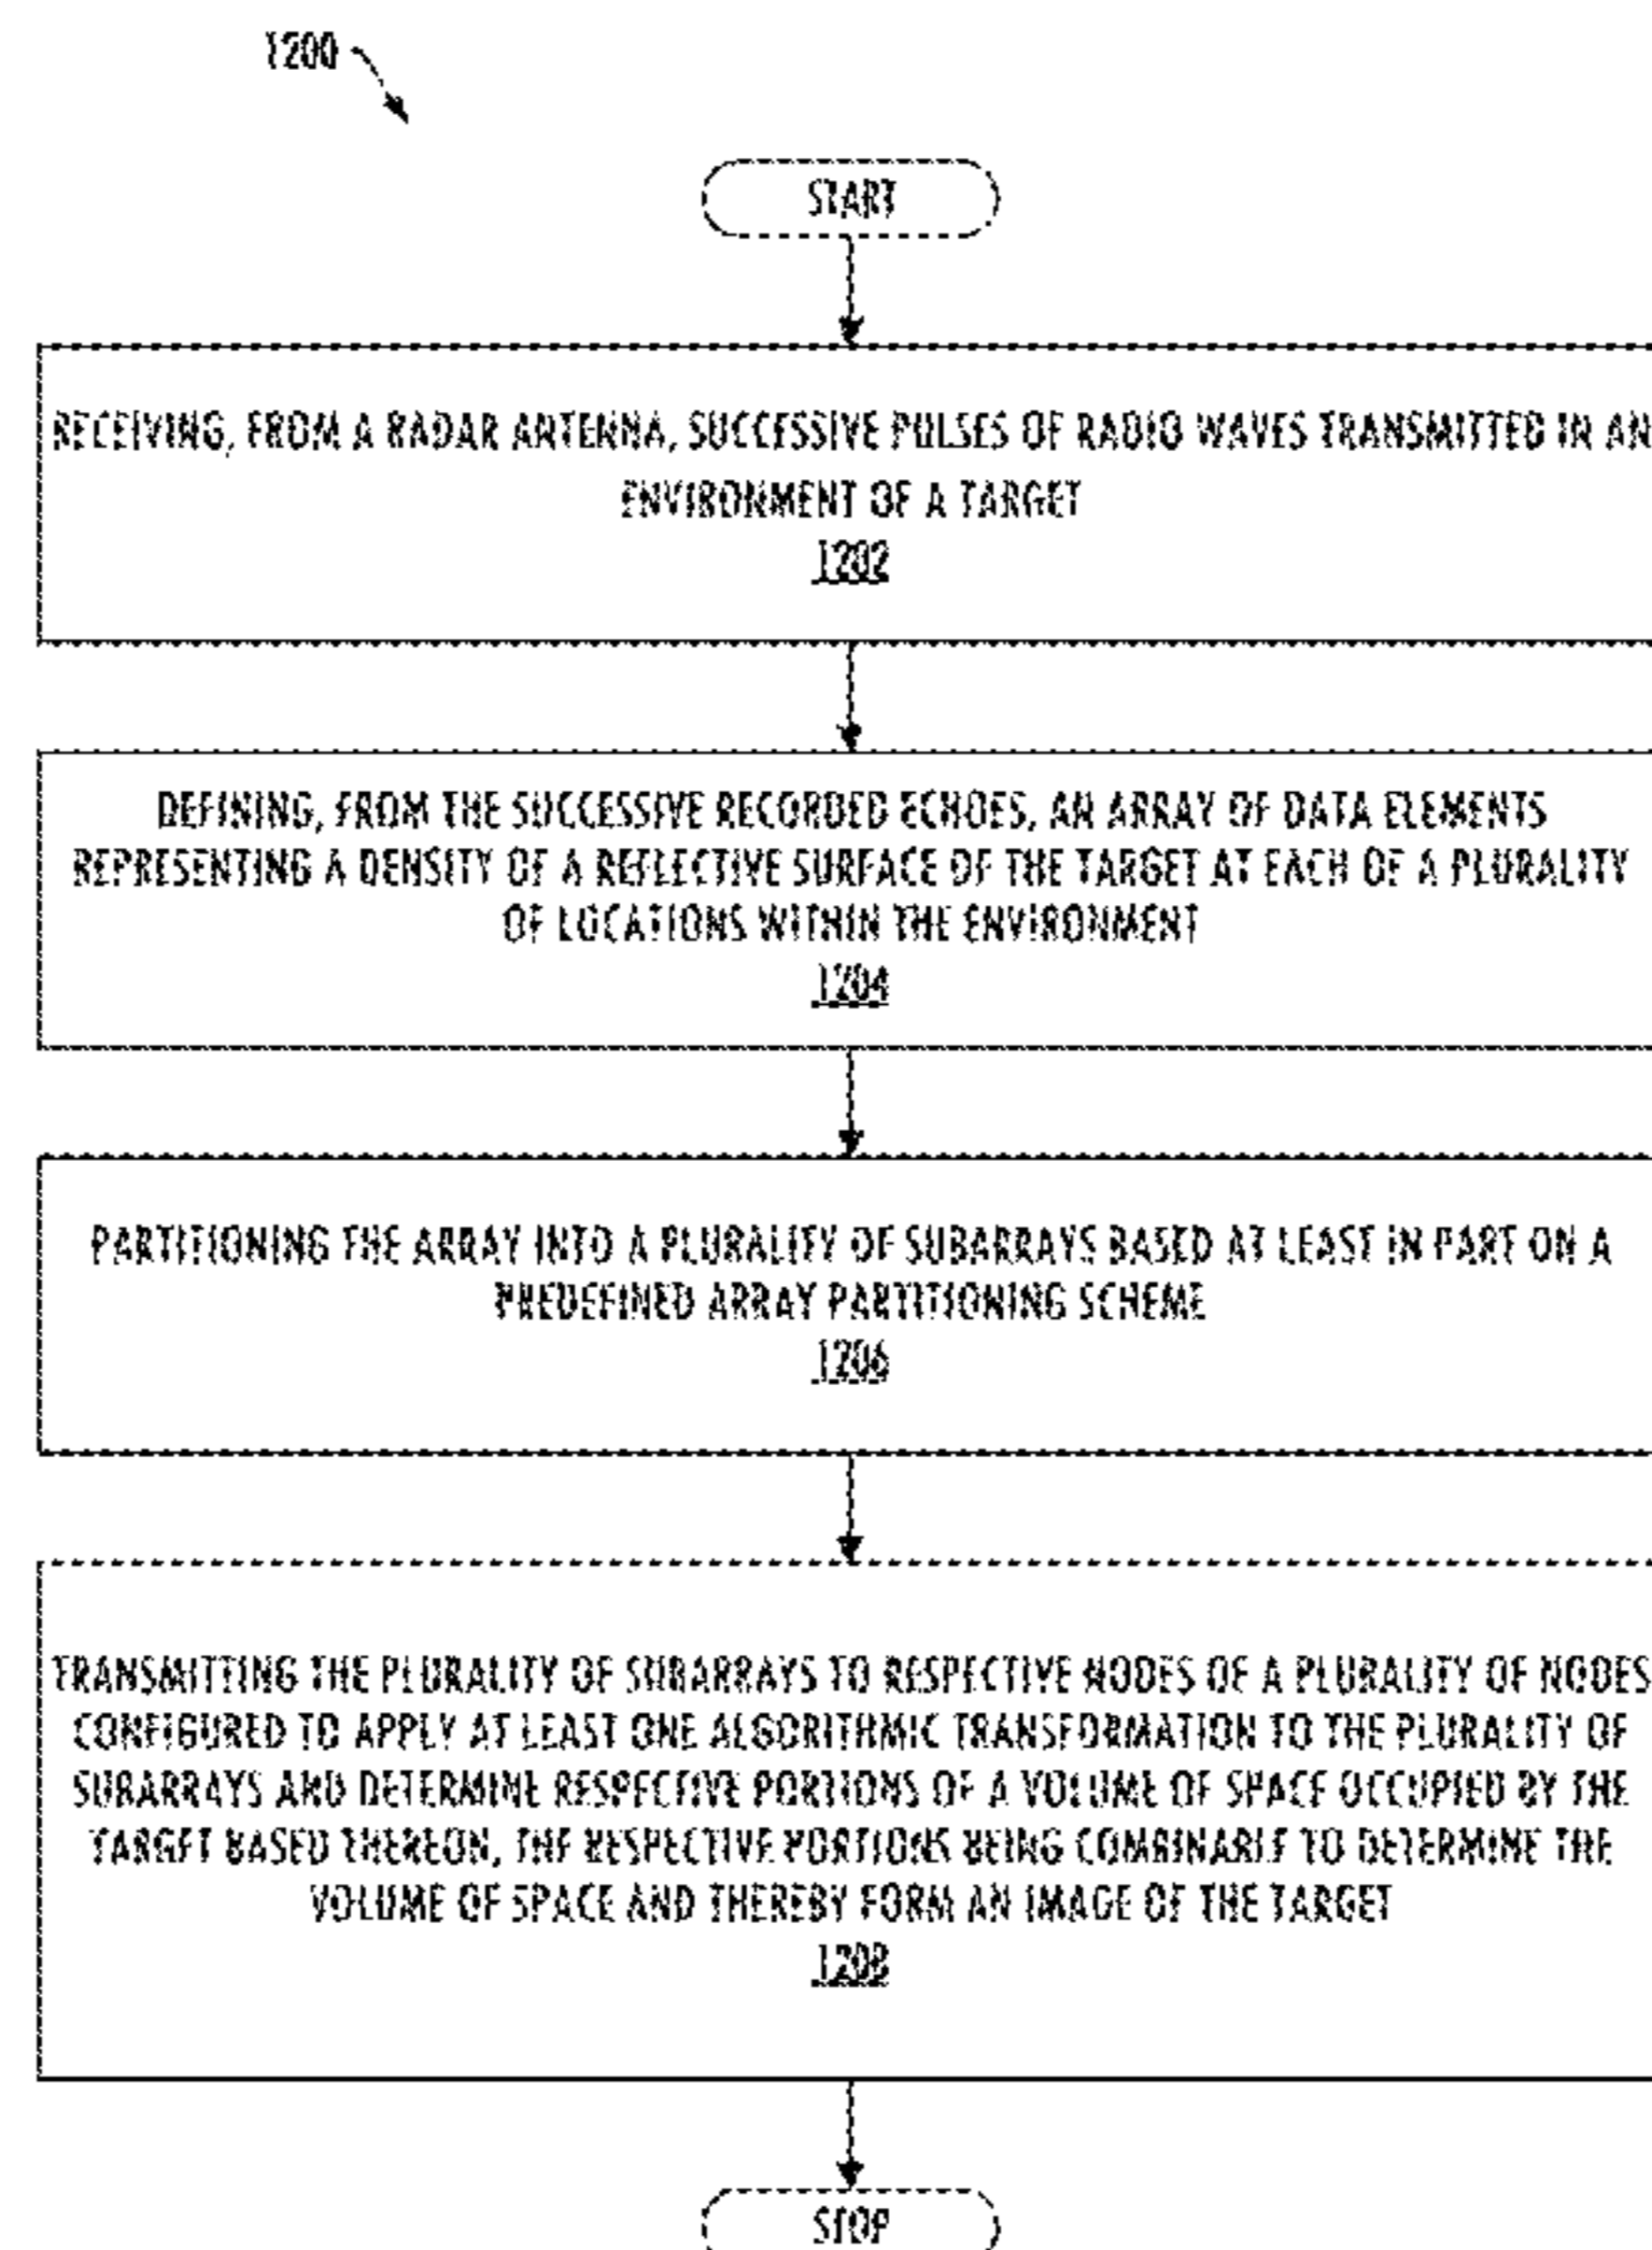 1200
START
RECEIVING, FROM A RADAR ANTENNA, SUCCESSIVE PULSES OF RADIO WAVES TRANSMITTED IN AN
ENVIRONMENT OF A TARGET
1202
DEFINING, FROM THE SUCCESSIVE RECORDED ECHOES, AN ARRAY OF DATA ELEMENTS
REPRESENTING A DENSITY OF A REFLECTIVE SURFACE OF THE TARGET AT EACH OF A PLURALITY
OF LOCATIONS WITHIN THE ENVIRONMENT
1204
PARTITIONING THE ARRAY INTO A PLURALITY OF SUBARRAYS BASED AT LEAST IN PART ON A
PREDEFINED ARRAY PARTITIONING SCHEME
1206
TRANSMITTING THE PLURALITY OF SUBARRAYS TO RESPECTIVE NODES OF A PLURALITY OF NODES
CONFIGURED TO APPLY AT LEAST ONE ALGORITHMIC TRANSFORMATION TO THE PLURALITY OF
SUBARRAYS AND DETERMINE RESPECTIVE PORTIONS OF A VOLUME OF SPACE OCCUPIED BY THE
TARGET BASED THEREON, THE RESPECTIVE PORTIONS BEING COMBINABLE TO DETERMINE THE
VOLUME OF SPACE AND THEREBY FORM AN IMAGE OF THE TARGET
1208
STOP